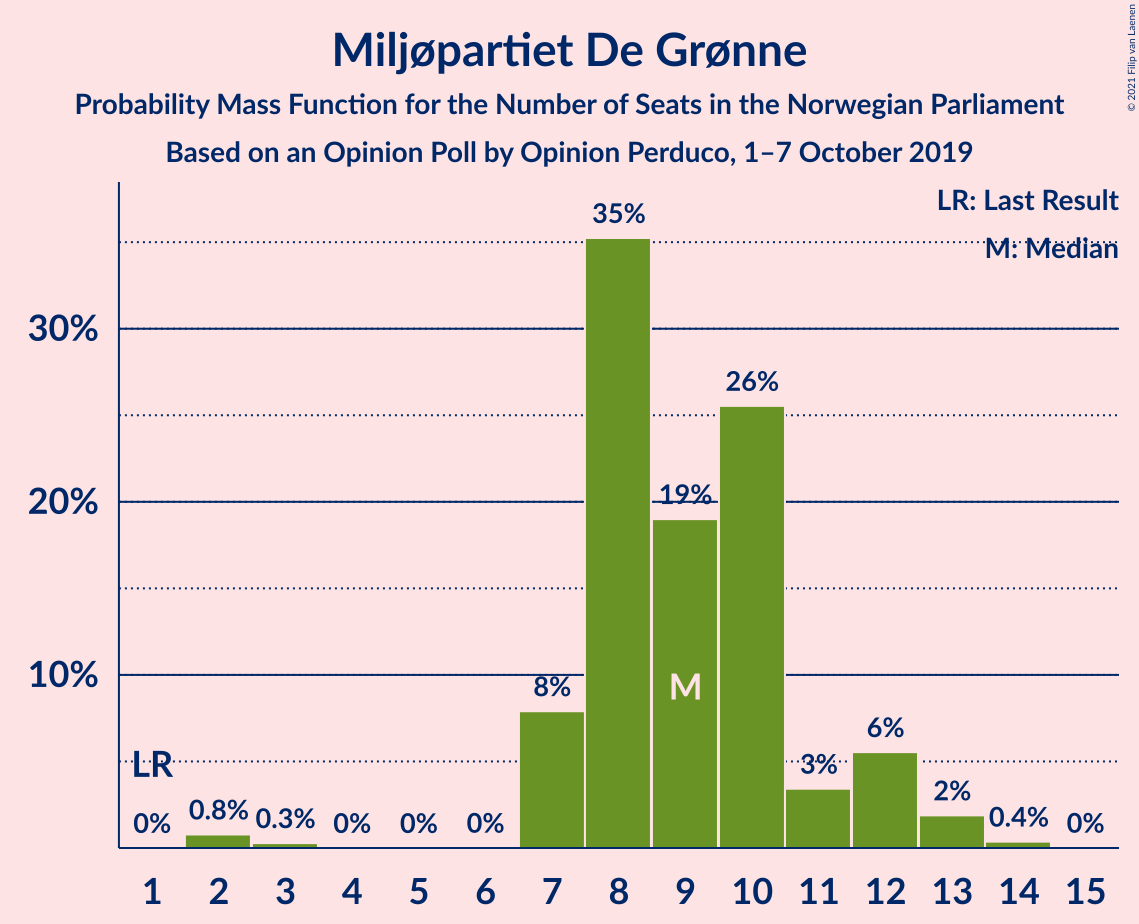 Miljøpartiet De Grønne
Probability Mass Function for the Number of Seats in the Norwegian Parliament
Based on an Opinion Poll by Opinion Perduco, 1–7 October 2019
© 2021 Filip van Laenen
LR: Last Result
M: Median
30%
20%
10%
LR
0%
0.8%
0.3%
0%
0%
0%
8%
35%
19%
M
26%
3%
6%
2%
0.4%
0%
1 2 3 4 5 6 7 8 9 10 11 12 13 14 15